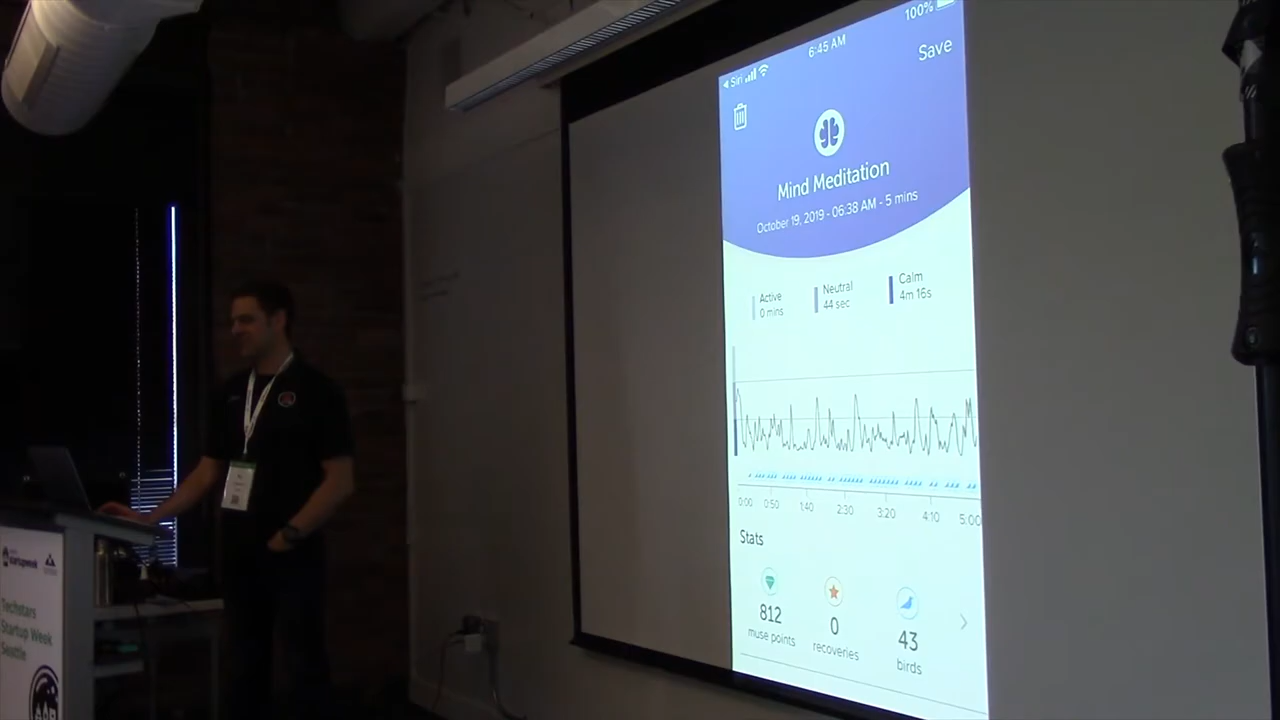 100%
6:45 AM
Siri
Save
Mind Meditation
October 19, 2019 - 06:38 AM - 5 mins
Active
0 mins
Neutral
44 sec
Calm
4m 16s
0:00 0:50 1:40 2:30 3:20 4:10 5:00
Stats
812
muse points
0
recoveries
43
birds
startupweek
Techstars
Startup Week
Seattle